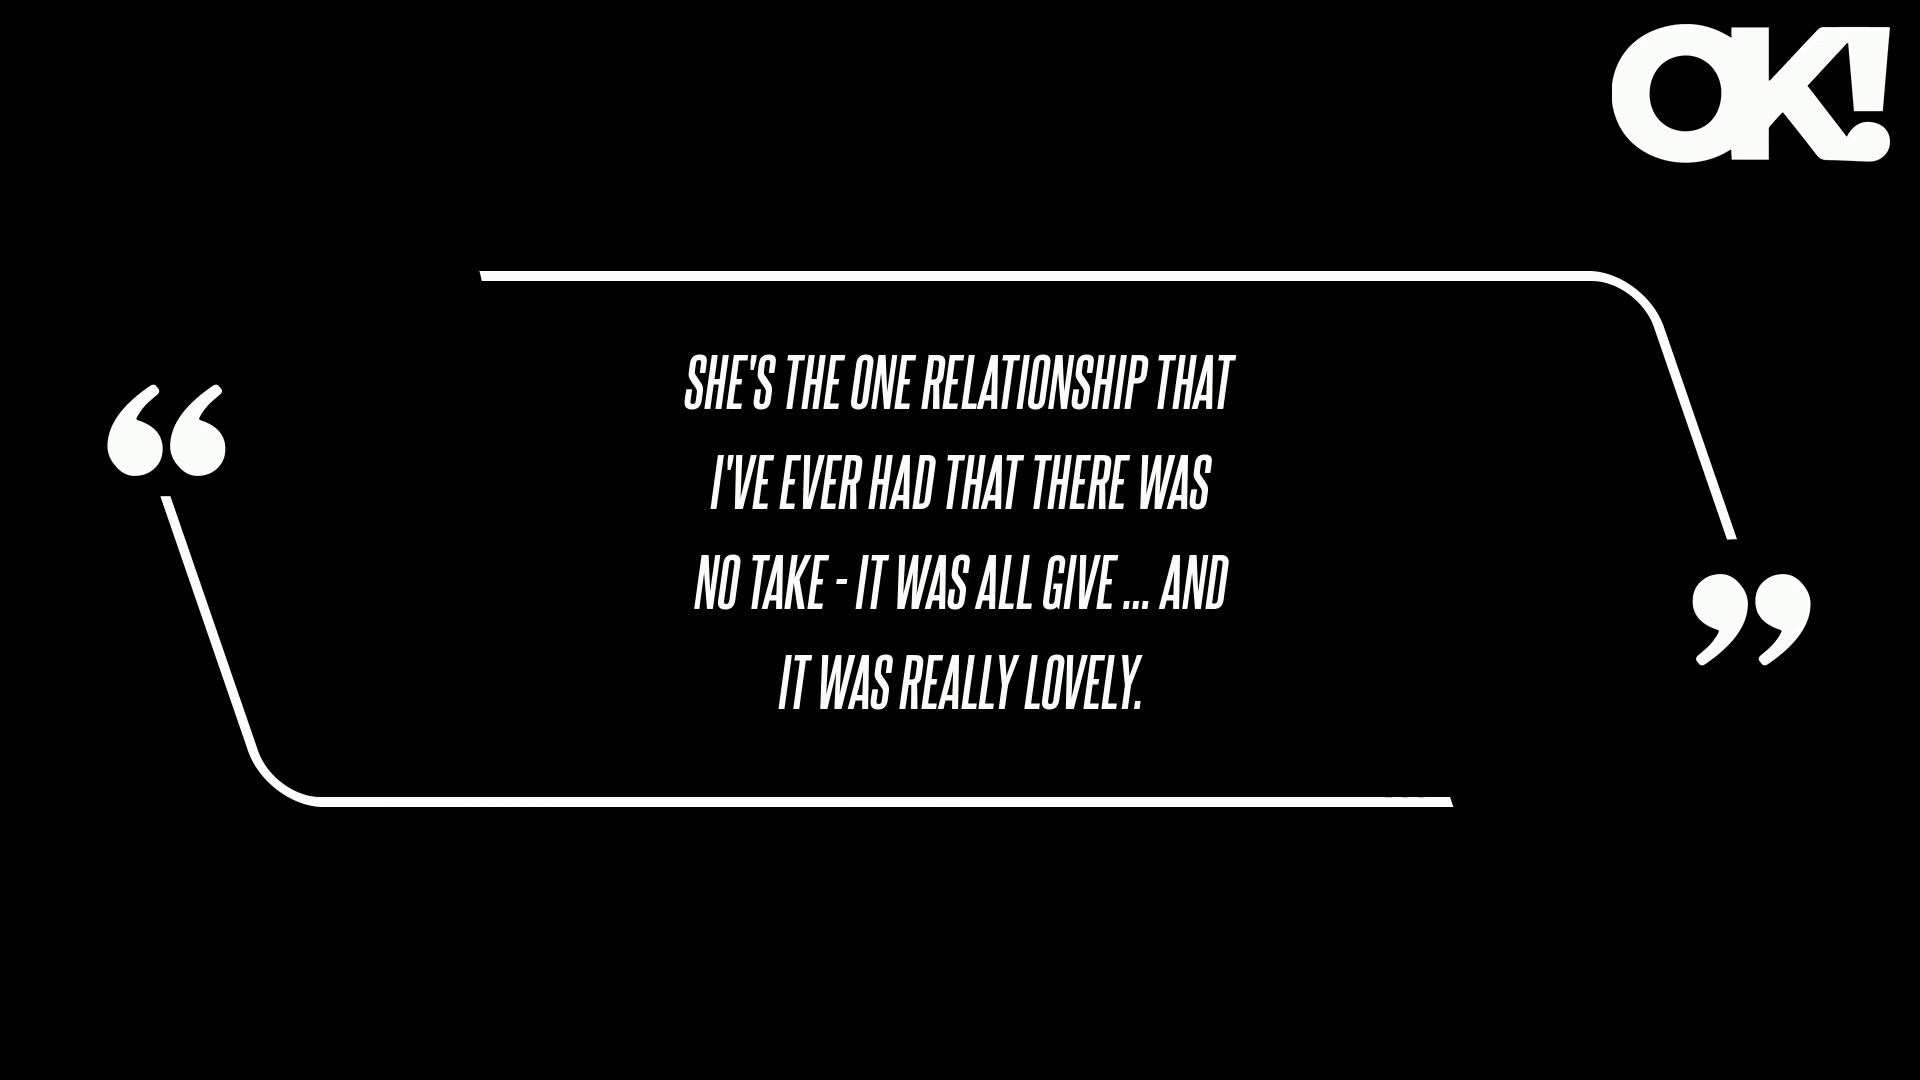 OK!
“
SHE'S THE ONE RELATIONSHIP THAT
I'VE EVER HAD THAT THERE WAS
NO TAKE - IT WAS ALL GIVE ... AND
IT WAS REALLY LOVELY.
”